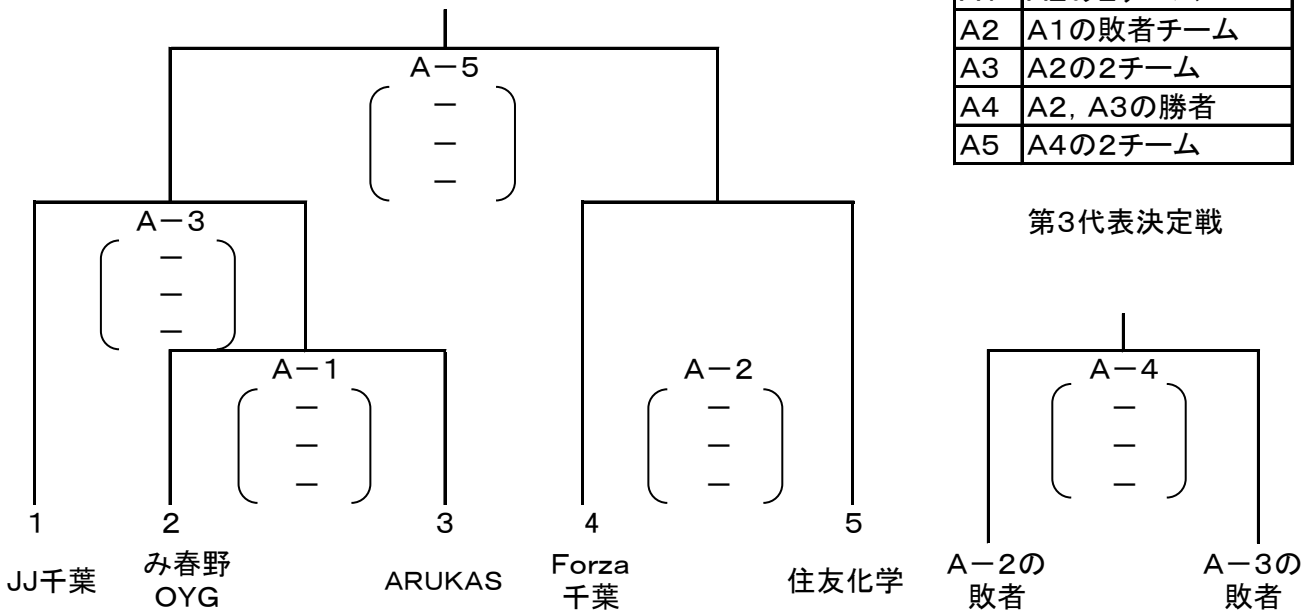 A2 A1の敗者チーム
A3 A2の2チーム
A4 A2, A3の勝者
A5 A4の2チーム
A－5
－
－
－
第3代表決定戦
A－3
－
－
－
A－1
－
－
－
A－2
－
－
－
A－4
－
－
－
1 2 3 4 5
JJ千葉
み春野
OYG
ARUKAS
Forza
千葉
住友化学
A－2の
敗者
A－3の
敗者